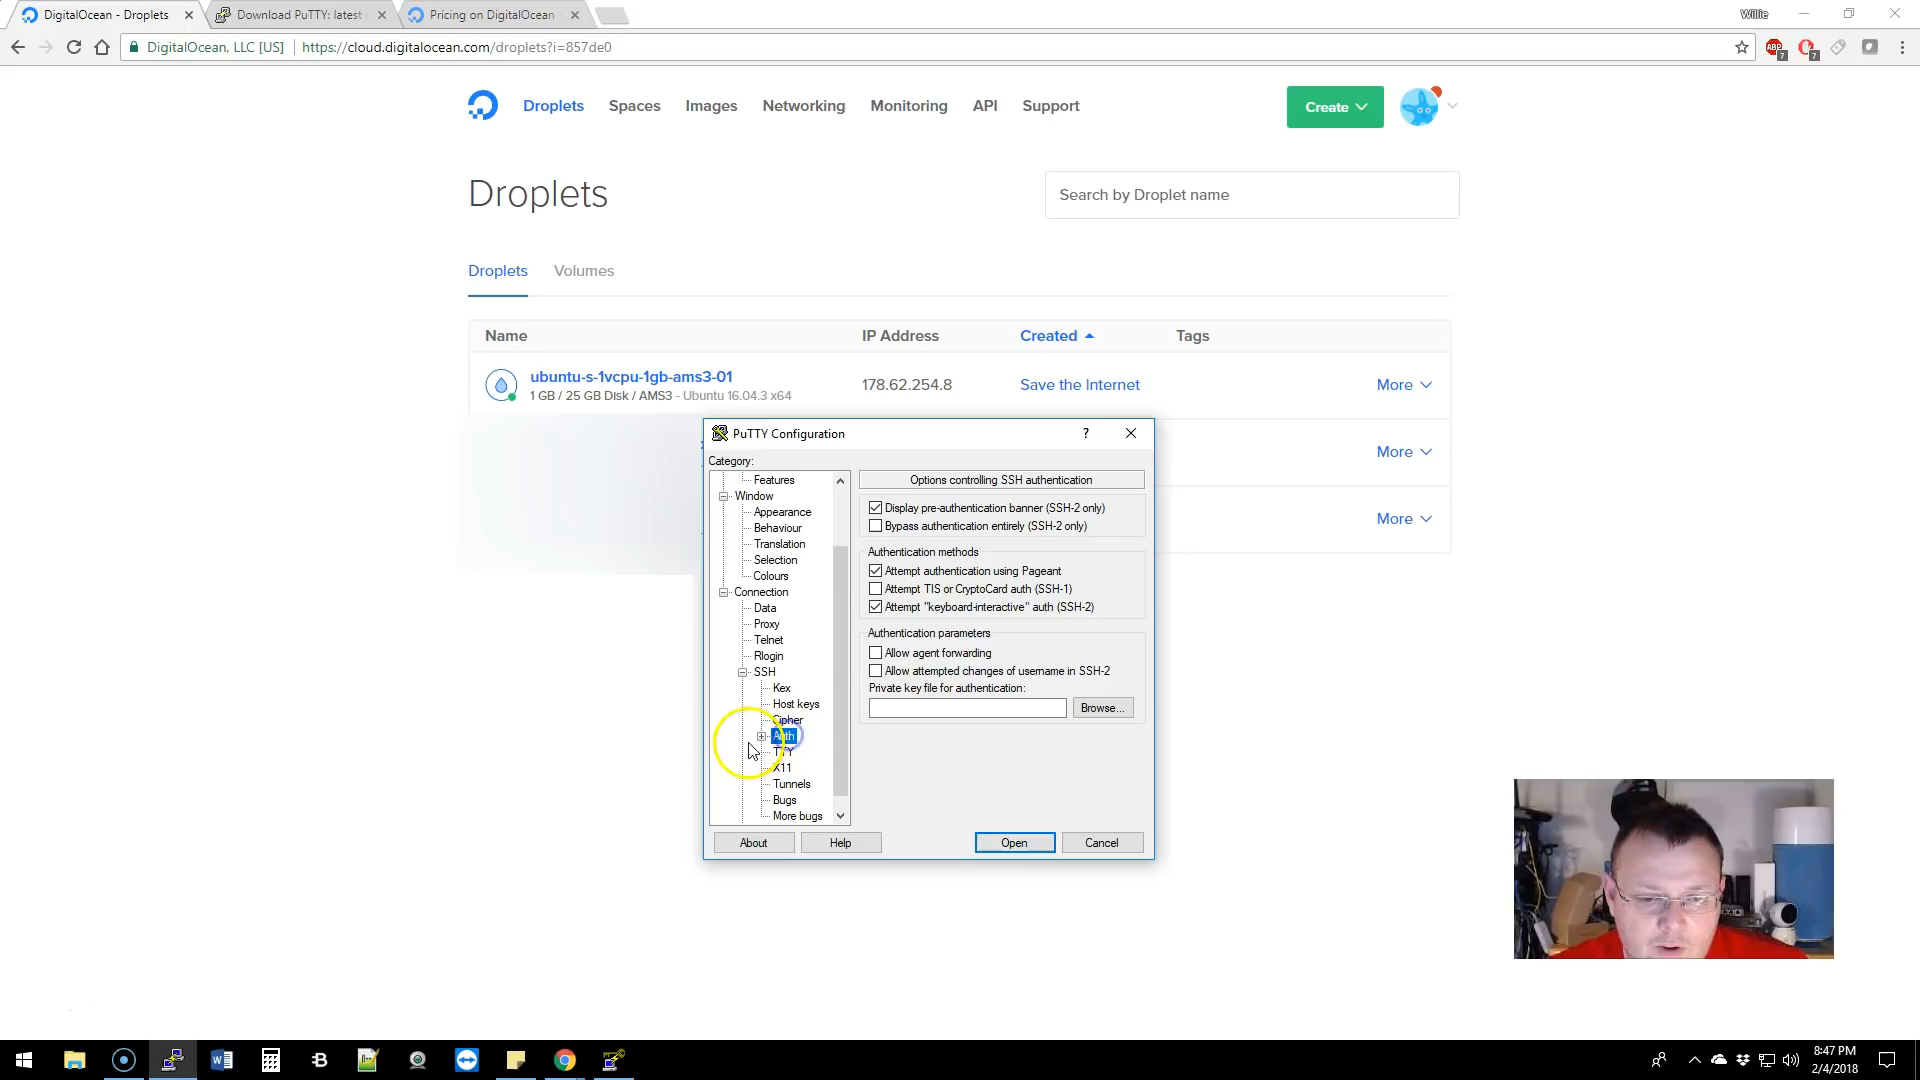 DigitalOcean - Droplets
Download PuTTY: latest
Pricing on DigitalOcean
Willie
DigitalOcean, LLC [US]
https://cloud.digitalocean.com/droplets?i=857de0
ABP
7
7
Droplets
Spaces
Images
Networking
Monitoring
API
Support
Create
Droplets
Search by Droplet name
Droplets
Volumes
Name
IP Address
Created
Tags
ubuntu-s-1vcpu-1gb-ams3-01
1 GB / 25 GB Disk / AMS3 - Ubuntu 16.04.3 x64
178.62.254.8
Save the Internet
More
More
More
PuTTY Configuration
?
Category:
Features
Window
Appearance
Behaviour
Translation
Selection
Colours
Connection
Data
Proxy
Telnet
Rlogin
SSH
Kex
Host keys
Cipher
Auth
TTY
X11
Tunnels
Bugs
More bugs
Options controlling SSH authentication
Display pre-authentication banner (SSH-2 only)
Bypass authentication entirely (SSH-2 only)
Authentication methods
Attempt authentication using Pageant
Attempt TIS or CryptoCard auth (SSH-1)
Attempt "keyboard-interactive" auth (SSH-2)
Authentication parameters
Allow agent forwarding
Allow attempted changes of username in SSH-2
Private key file for authentication:
Browse...
About
Help
Open
Cancel
8:47 PM
2/4/2018